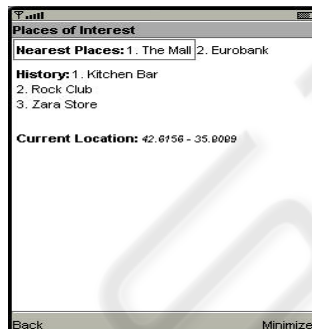 Places of Interest
Nearest Places: 1. The Mall 2. Eurobank
History: 1. Kitchen Bar
2. Rock Club
3. Zara Store
Current Location: 42.6156 - 35.9099
Back Minimize